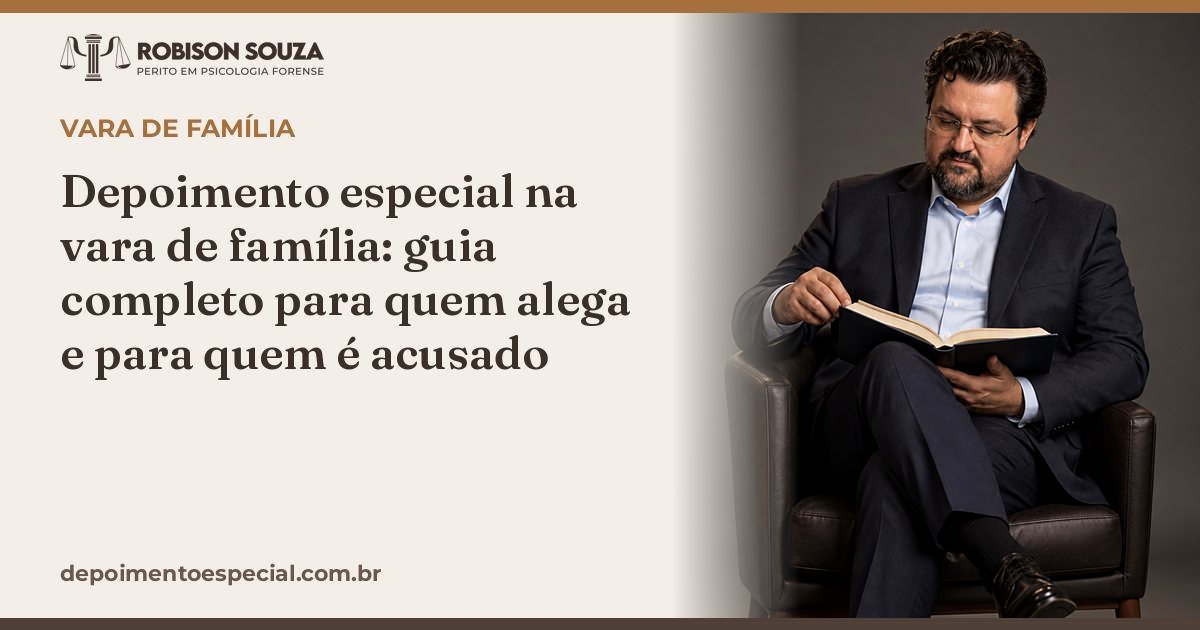 ROBISON SOUZA
PERITO EM PSICOLOGIA FORENSE
VARA DE FAMÍLIA
Depoimento especial na
vara de família: guia
completo para quem alega
e para quem é acusado
depoimentoespecial.com.br